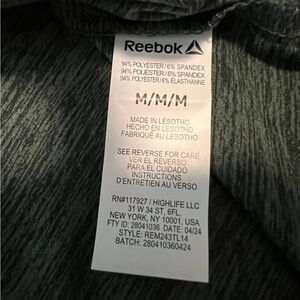 Reebok
94% POLYESTER/6% SPANDEX
94% POLIESTER/6% SPANDEX
94% POLYESTER/6% ÉLASTHANNE
M/M/M
MADE IN LESOTHO
HECHO EN LESOTHO
FABRIQUÉ AU LESOTHO
SEE REVERSE FOR CARE
VER EL REVERSO
PARA EL CUIDADO
INSTRUCTIONS
D'ENTRETIEN AU VERSO
RN#117927 / HIGHLIFE LLC
31 W 34 ST, 6FL,
NEW YORK, NY 10001, USA
FTY ID: 28041036 DATE: 04/24
STYLE: REM243TL14
BATCH: 280410360424